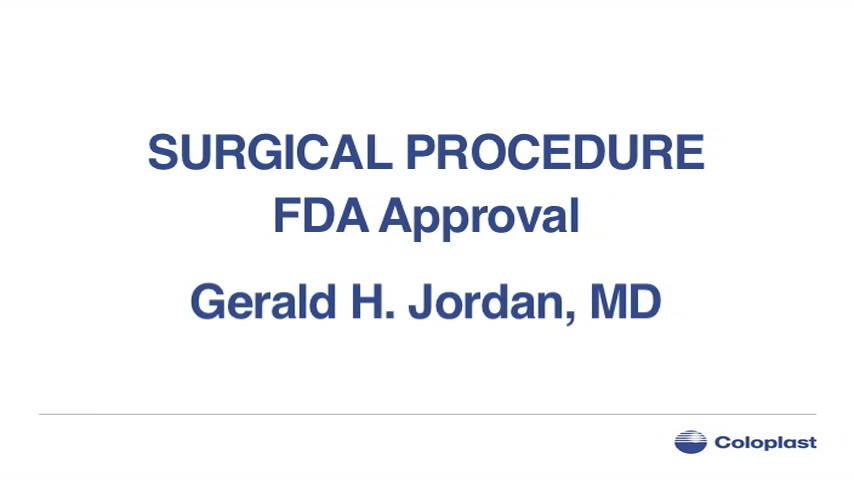 SURGICAL PROCEDURE
FDA Approval
Gerald H. Jordan, MD
Coloplast